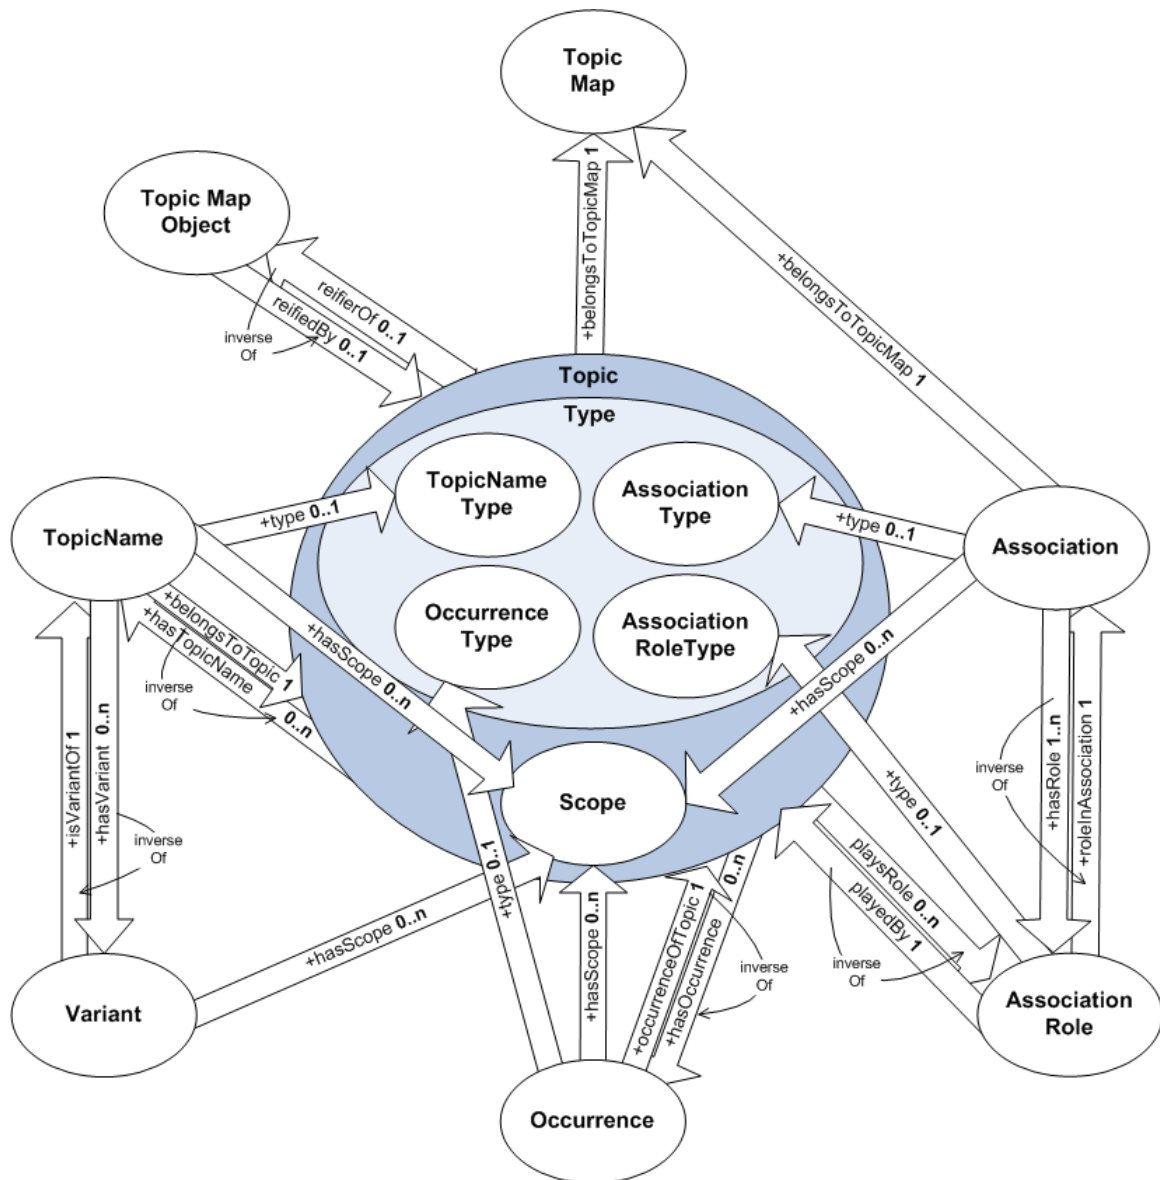 Topic
Map
Topic Map
Object
+belongsToTopicMap 1
+belongsToTopicMap 1
reifierOf 0..1
reifiedBy 0..1
inverse
Of
Topic
Type
TopicName
Type
Association
Type
Occurrence
Type
Association
RoleType
Scope
TopicName
+type 0..1
+type 0..1
Association
+belongsToTopic 1
+hasTopicName 0..n
inverse
Of
+hasScope 0..n
+hasScope 0..n
+isVariantOf 1
+hasVariant 0..n
inverse
Of
+hasRole 1..n
+roleInAssociation 1
inverse
Of
+type 0..1
playsRole 0..n
playedBy 1
inverse
Of
+hasScope 0..n
+type 0..1
+hasScope 0..n
+occurrenceOfTopic 1
+hasOccurrence 0..n
inverse
Of
Variant
Association
Role
Occurrence